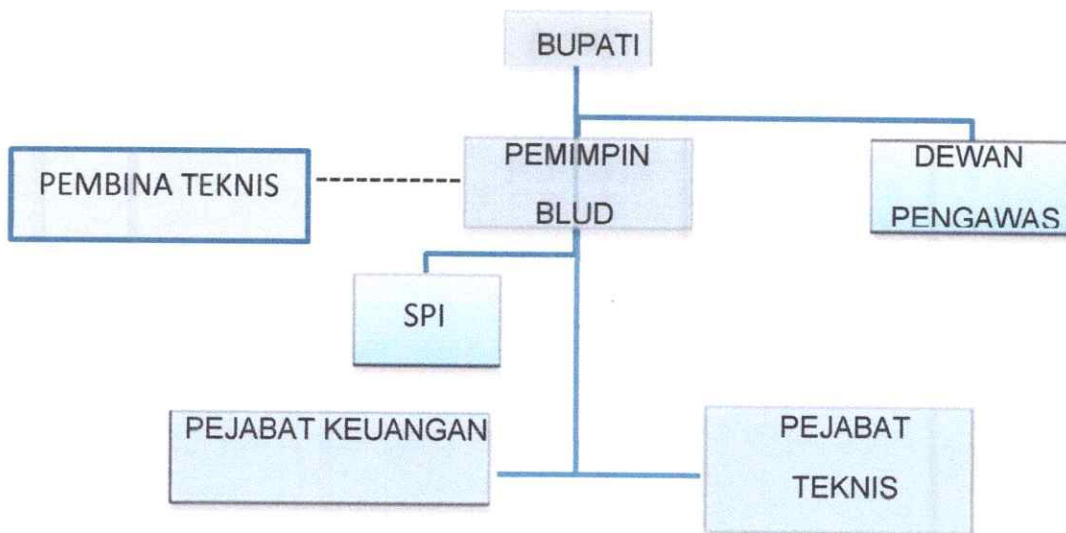 BUPATI
PEMBINA TEKNIS
PEMIMPIN
BLUD
DEWAN
PENGAWAS
SPI
PEJABAT KEUANGAN
PEJABAT
TEKNIS